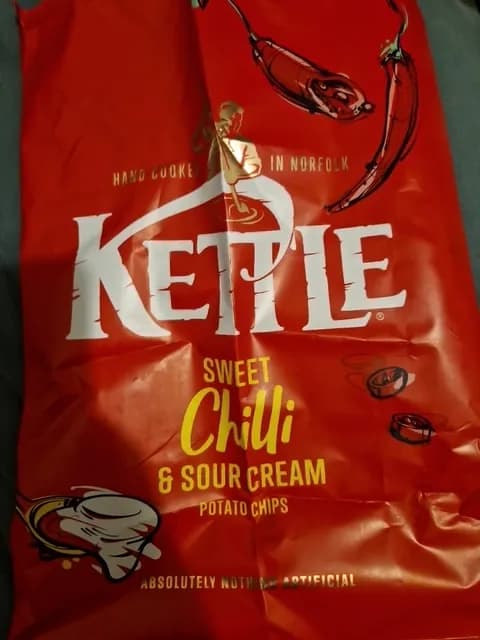 HAND COOKED IN NORFOLK
KETTLE ®
SWEET
Chilli
& SOUR CREAM
POTATO CHIPS
ABSOLUTELY NOTHING ARTIFICIAL